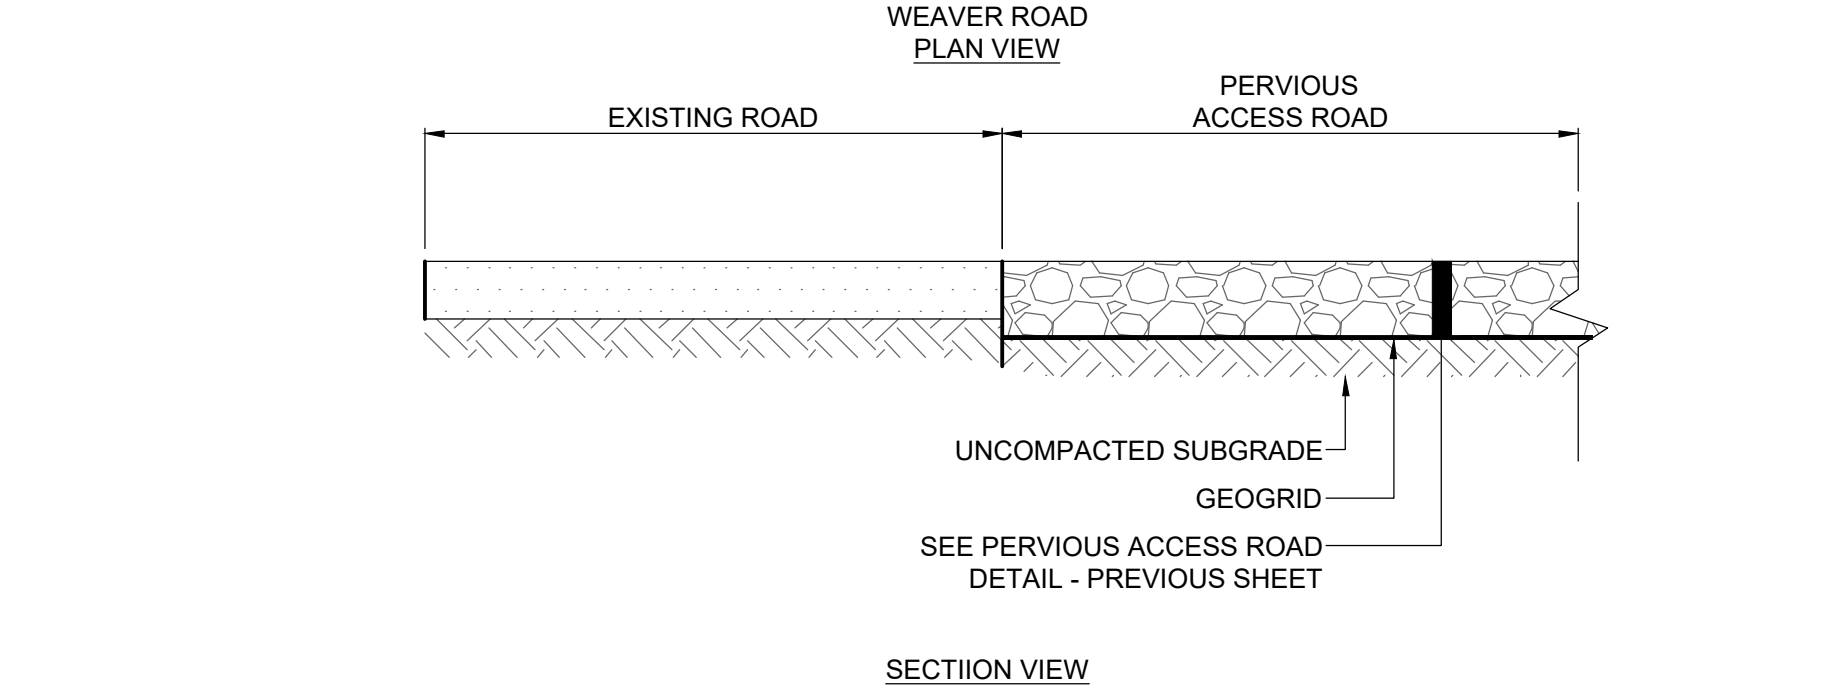 WEAVER ROAD
PLAN VIEW
EXISTING ROAD
PERVIOUS
ACCESS ROAD
UNCOMPACTED SUBGRADE
GEOGRID
SEE PERVIOUS ACCESS ROAD
DETAIL - PREVIOUS SHEET
SECTIION VIEW